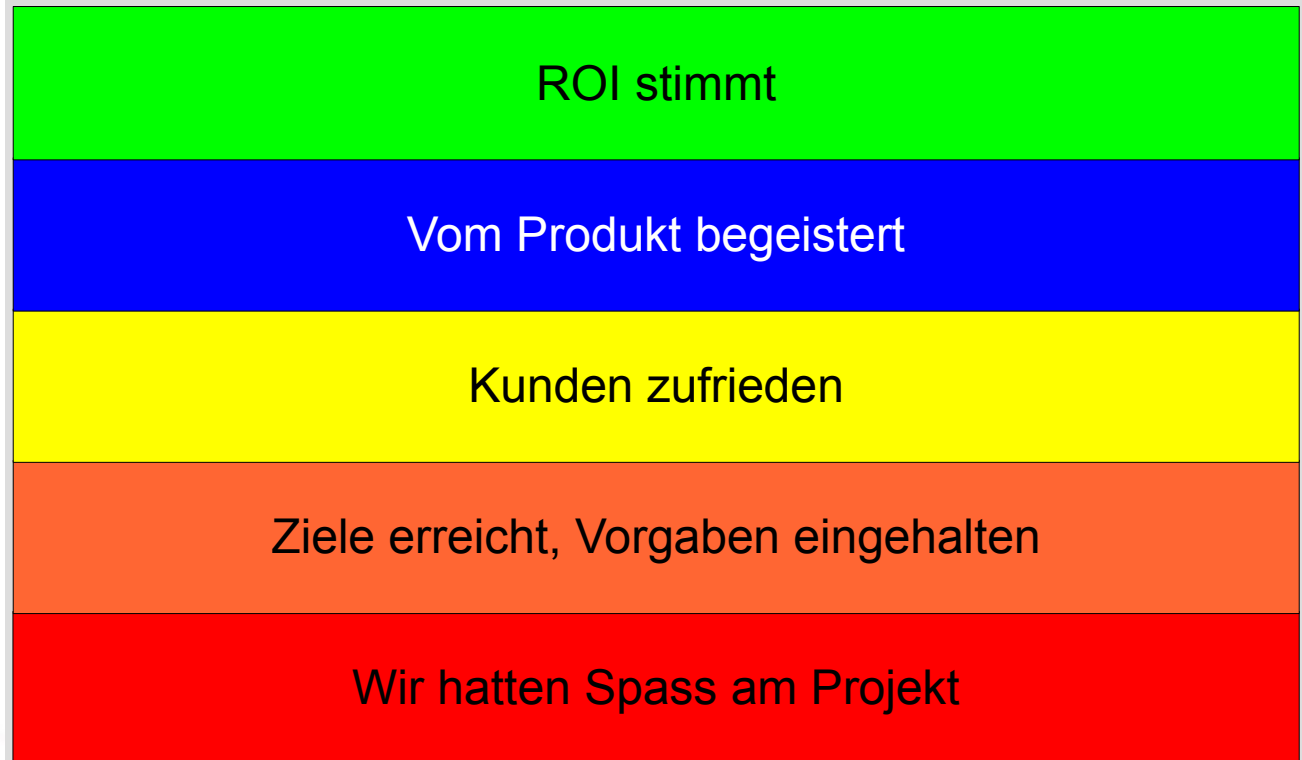 ROI stimmt
Vom Produkt begeistert
Kunden zufrieden
Ziele erreicht, Vorgaben eingehalten
Wir hatten Spass am Projekt